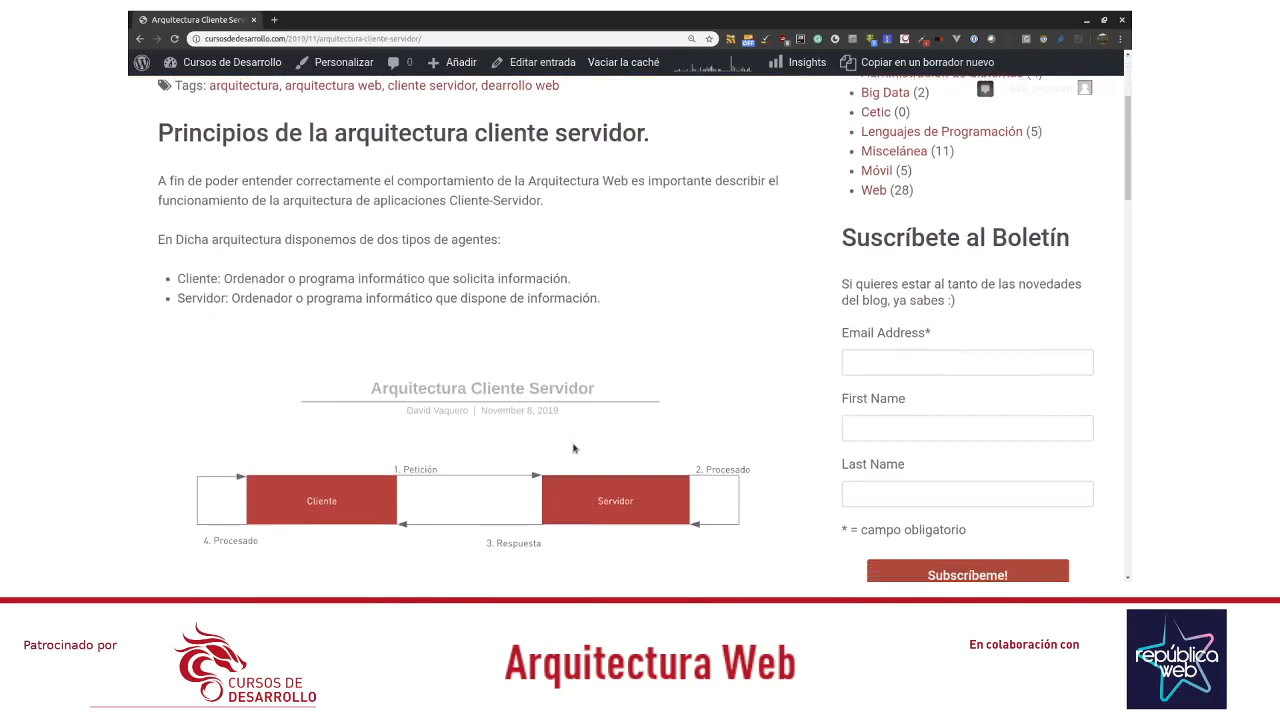 Arquitectura Cliente Serv
cursosdedesarrollo.com/2019/11/arquitectura-cliente-servidor/
OFF
Cursos de Desarrollo
Personalizar
0
Añadir
Editar entrada
Vaciar la caché
Insights
Copiar en un borrador nuevo
Tags: arquitectura, arquitectura web, cliente servidor, dearrollo web
Principios de la arquitectura cliente servidor.
A fin de poder entender correctamente el comportamiento de la Arquitectura Web es importante describir el
funcionamiento de la arquitectura de aplicaciones Cliente-Servidor.
En Dicha arquitectura disponemos de dos tipos de agentes:
Cliente: Ordenador o programa informático que solicita información.
Servidor: Ordenador o programa informático que dispone de información.
Arquitectura Cliente Servidor
David Vaquero | November 8, 2019
1. Petición
2. Procesado
Cliente
Servidor
4. Procesado
3. Respuesta
Big Data (2)
Cetic (0)
Lenguajes de Programación (5)
Miscelánea (11)
Móvil (5)
Web (28)
Suscríbete al Boletín
Si quieres estar al tanto de las novedades
del blog, ya sabes :)
Email Address*
First Name
Last Name
* = campo obligatorio
Subscríbeme!
Patrocinado por
CURSOS DE
DESARROLLO
Arquitectura Web
En colaboración con
república
web